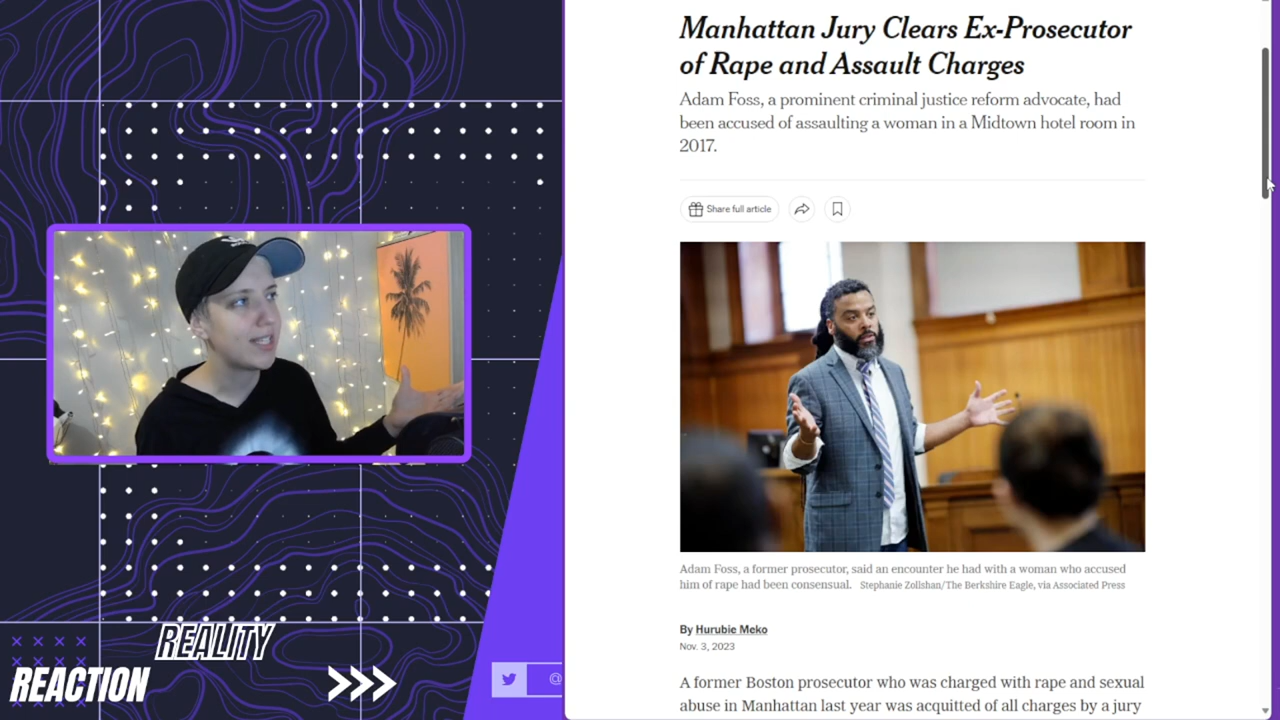 Manhattan Jury Clears Ex-Prosecutor
of Rape and Assault Charges
Adam Foss, a prominent criminal justice reform advocate, had
been accused of assaulting a woman in a Midtown hotel room in
2017.
Share full article
Adam Foss, a former prosecutor, said an encounter he had with a woman who accused
him of rape had been consensual. Stephanie Zollshan/The Berkshire Eagle, via Associated Press
By Hurubie Meko
Nov. 3, 2023
A former Boston prosecutor who was charged with rape and sexual
abuse in Manhattan last year was acquitted of all charges by a jury
REALITY
REACTION
@